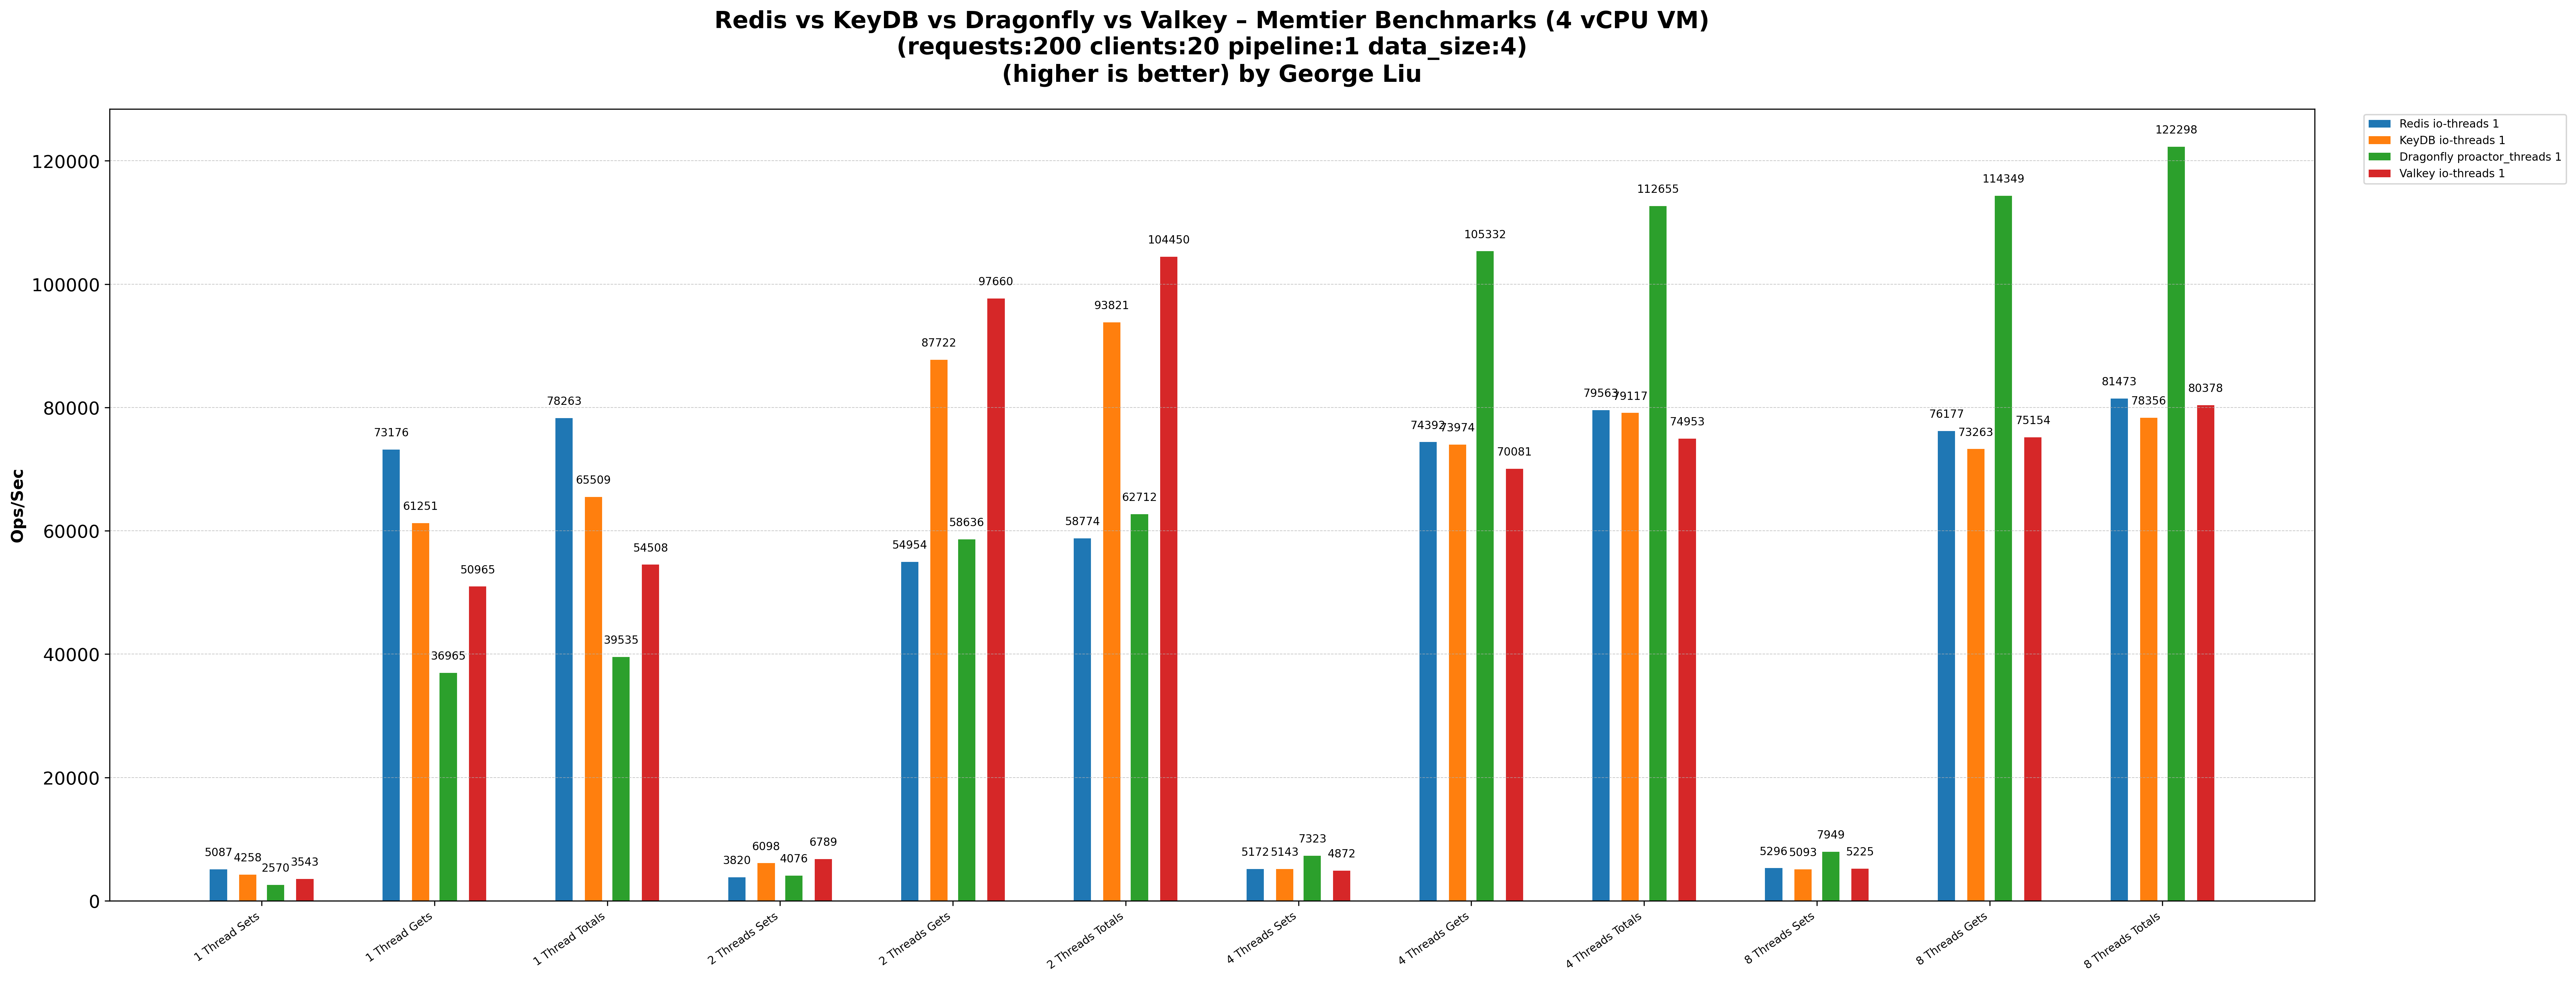 Redis vs KeyDB vs Dragonfly vs Valkey – Memtier Benchmarks (4 vCPU VM)
(requests:200 clients:20 pipeline:1 data_size:4)
(higher is better) by George Liu
Redis io-threads 1
KeyDB io-threads 1
Dragonfly proactor_threads 1
Valkey io-threads 1
Ops/Sec
120000
100000
80000
60000
40000
20000
0
5087
4258
2570
3543
73176
61251
36965
50965
78263
65509
39535
54508
3820
6098
4076
6789
54954
87722
58636
97660
58774
93821
62712
104450
5172
5143
7323
4872
74392
73974
105332
70081
79563
79117
112655
74953
5296
5093
7949
5225
76177
73263
114349
75154
81473
78356
122298
80378
1 Thread Sets
1 Thread Gets
1 Thread Totals
2 Threads Sets
2 Threads Gets
2 Threads Totals
4 Threads Sets
4 Threads Gets
4 Threads Totals
8 Threads Sets
8 Threads Gets
8 Threads Totals